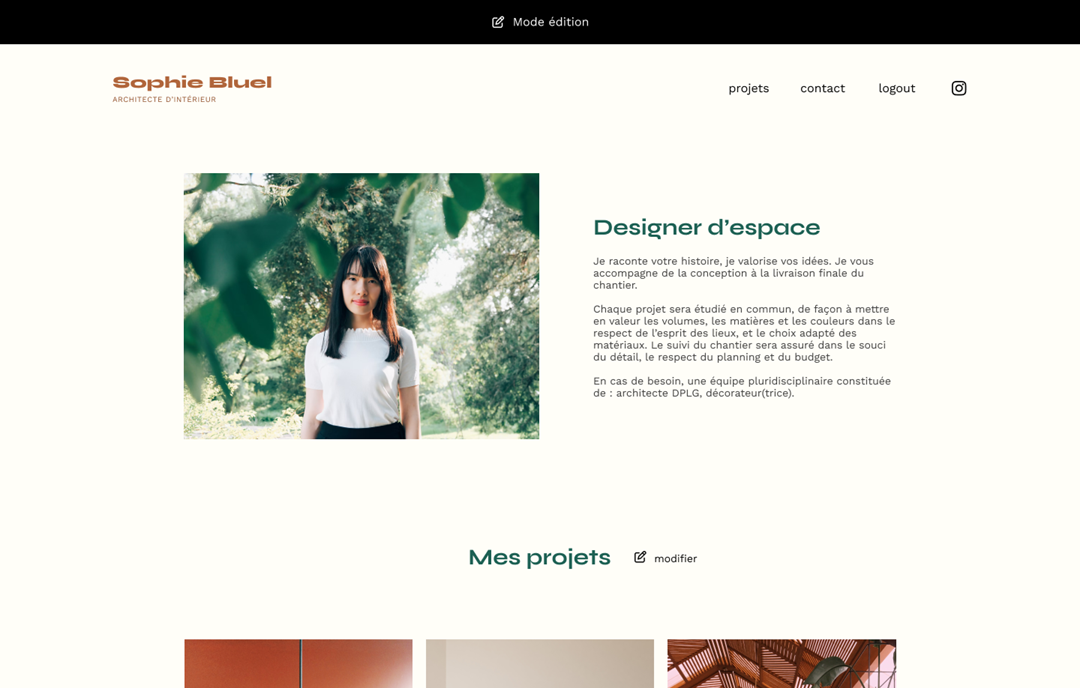 Mode édition
Sophie Bluel
ARCHITECTE D'INTÉRIEUR
projets
contact
logout
Designer d'espace
Je raconte votre histoire, je valorise vos idées. Je vous
accompagne de la conception à la livraison finale du
chantier.
Chaque projet sera étudié en commun, de façon à mettre
en valeur les volumes, les matières et les couleurs dans le
respect de l'esprit des lieux, et le choix adapté des
matériaux. Le suivi du chantier sera assuré dans le souci
du détail, le respect du planning et du budget.
En cas de besoin, une équipe pluridisciplinaire constituée
de : architecte DPLG, décorateur(trice).
Mes projets
modifier